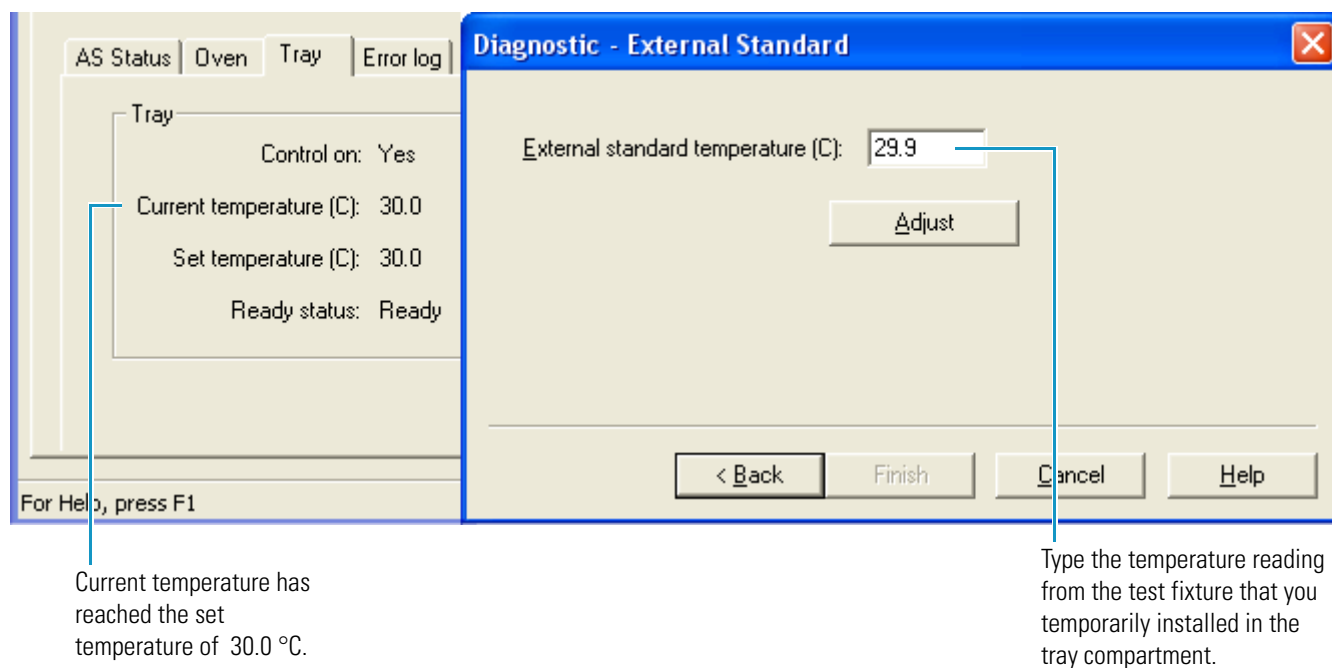 AS Status Oven Tray Error log
Tray
Control on: Yes
Current temperature (C): 30.0
Set temperature (C): 30.0
Ready status: Ready
For Help, press F1
Diagnostic - External Standard
External standard temperature (C): 29.9
Adjust
< Back Finish Cancel Help
Current temperature has
reached the set
temperature of 30.0 °C.
Type the temperature reading
from the test fixture that you
temporarily installed in the
tray compartment.